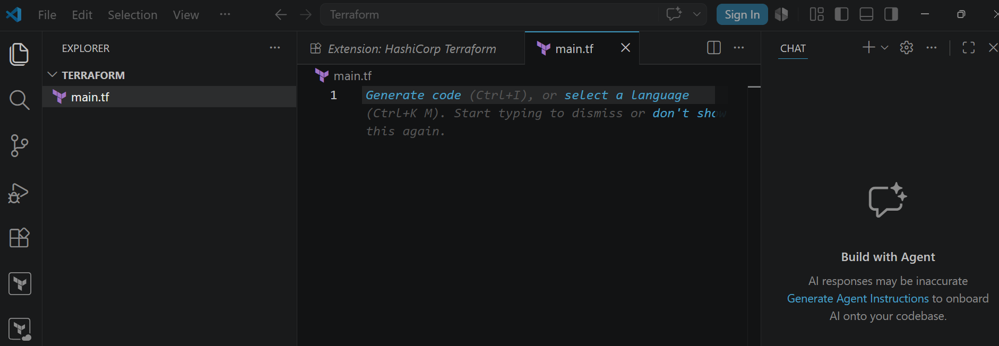 File Edit Selection View
Terraform
Sign In
EXPLORER
TERRAFORM
main.tf
Extension: HashiCorp Terraform
main.tf
main.tf
1
Generate code (Ctrl+I), or select a language
(Ctrl+K M). Start typing to dismiss or don't show
this again.
CHAT
Build with Agent
AI responses may be inaccurate
Generate Agent Instructions to onboard
AI onto your codebase.